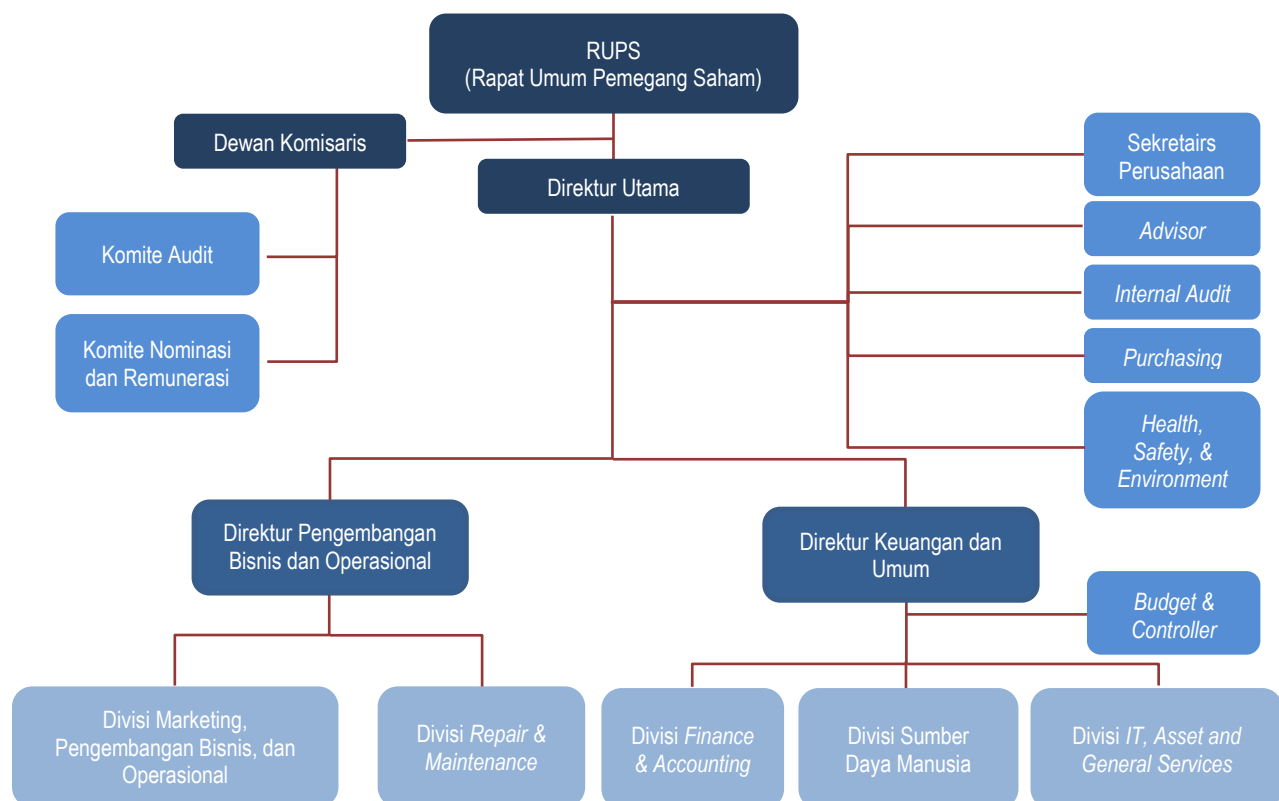 RUPS
(Rapat Umum Pemegang Saham)
Dewan Komisaris
Direktur Utama
Sekretairs
Perusahaan
Advisor
Internal Audit
Purchasing
Health,
Safety, &
Environment
Komite Audit
Komite Nominasi
dan Remunerasi
Direktur Pengembangan
Bisnis dan Operasional
Direktur Keuangan dan
Umum
Budget &
Controller
Divisi Marketing,
Pengembangan Bisnis, dan
Operasional
Divisi Repair &
Maintenance
Divisi Finance
& Accounting
Divisi Sumber
Daya Manusia
Divisi IT, Asset and
General Services